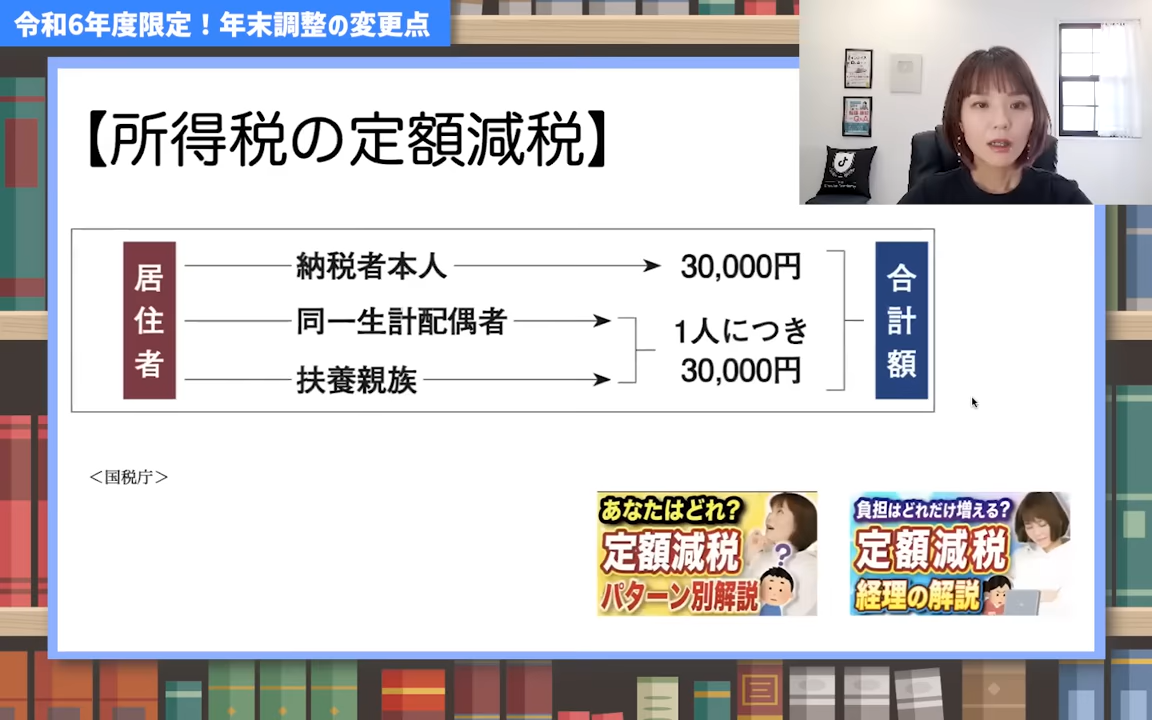 令和6年度限定！年末調整の変更点
【所得税の定額減税】
居住者
納税者本人
30,000円
同一生計配偶者
扶養親族
1人につき
30,000円
合計額
＜国税庁＞
あなたはどれ？
定額減税
?
パターン別解説
負担はどれだけ増える？
定額減税
経理の解説